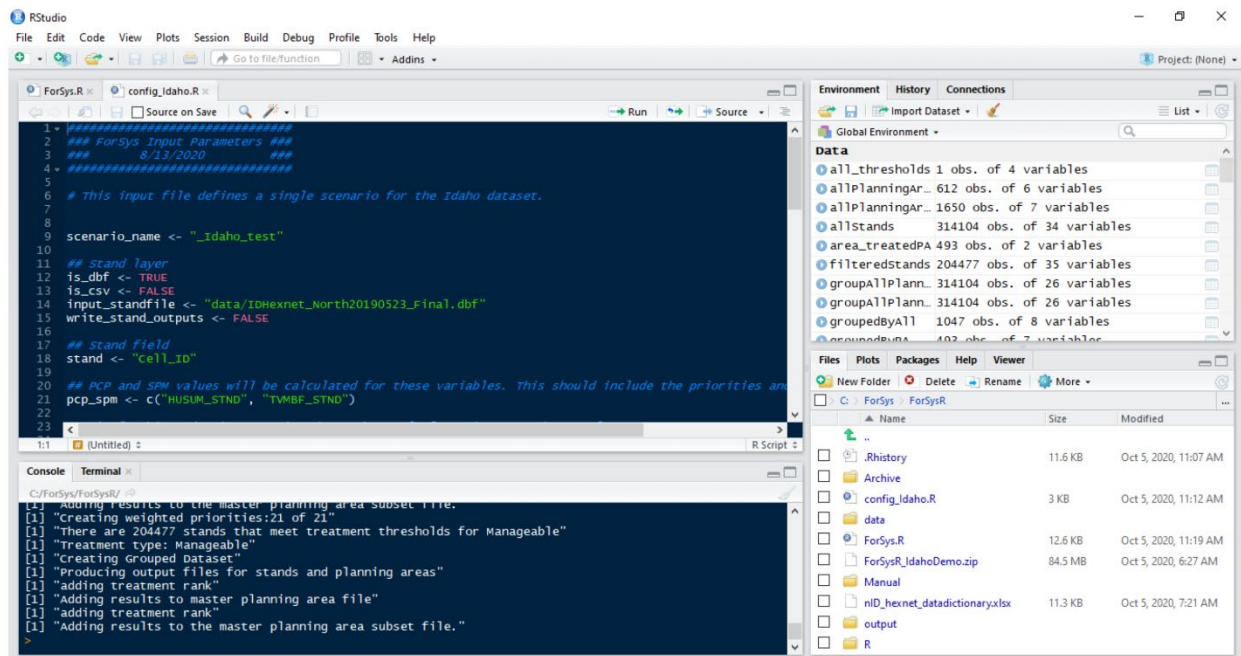 RStudio
File Edit Code View Plots Session Build Debug Profile Tools Help
Go to file/function Addins Project: (None)
ForSys.R config_Idaho.R
Source on Save Run Source
1 ###############################
2 ### ForSys Input Parameters ###
3 ### 8/13/2020 ###
4 ###############################
5
6 # This input file defines a single scenario for the Idaho dataset.
7
8
9 scenario_name <- "_Idaho_test"
10
11 ## Stand layer
12 is_dbf <- TRUE
13 is_csv <- FALSE
14 input_standfile <- "data/IDHexnet_North20190523_Final.dbf"
15 write_stand_outputs <- FALSE
16
17 ## Stand field
18 stand <- "Cell_ID"
19
20 ## PCP and SPM values will be calculated for these variables. This should include the priorities and
21 pcp_spm <- c("HUSUM_STND", "TVMBF_STND")
22
23
1:1 (Untitled) R Script
Console Terminal
C:/ForSys/ForSysR/
[1] "Adding results to the master planning area subset file."
[1] "Creating weighted priorities:21 of 21"
[1] "There are 204477 stands that meet treatment thresholds for Manageable"
[1] "Treatment type: Manageable"
[1] "Creating Grouped Dataset"
[1] "Producing output files for stands and planning areas"
[1] "adding treatment rank"
[1] "Adding results to master planning area file"
[1] "adding treatment rank"
[1] "Adding results to the master planning area subset file."
>
Environment History Connections
Import Dataset List
Global Environment
Data
all_thresholds 1 obs. of 4 variables
allPlanningAr… 612 obs. of 6 variables
allPlanningAr… 1650 obs. of 7 variables
allStands 314104 obs. of 34 variables
area_treatedPA 493 obs. of 2 variables
filteredStands 204477 obs. of 35 variables
groupAllPlann… 314104 obs. of 26 variables
groupAllPlann… 314104 obs. of 26 variables
groupedByAll 1047 obs. of 8 variables
groupedByPA 493 obs. of 7 variables
Files Plots Packages Help Viewer
New Folder Delete Rename More
C: ForSys ForSysR ...
Name Size Modified
..
.Rhistory 11.6 KB Oct 5, 2020, 11:07 AM
Archive
config_Idaho.R 3 KB Oct 5, 2020, 11:12 AM
data
ForSys.R 12.6 KB Oct 5, 2020, 11:19 AM
ForSysR_IdahoDemo.zip 84.5 MB Oct 5, 2020, 6:27 AM
Manual
nID_hexnet_datadictionary.xlsx 11.3 KB Oct 5, 2020, 7:21 AM
output
R